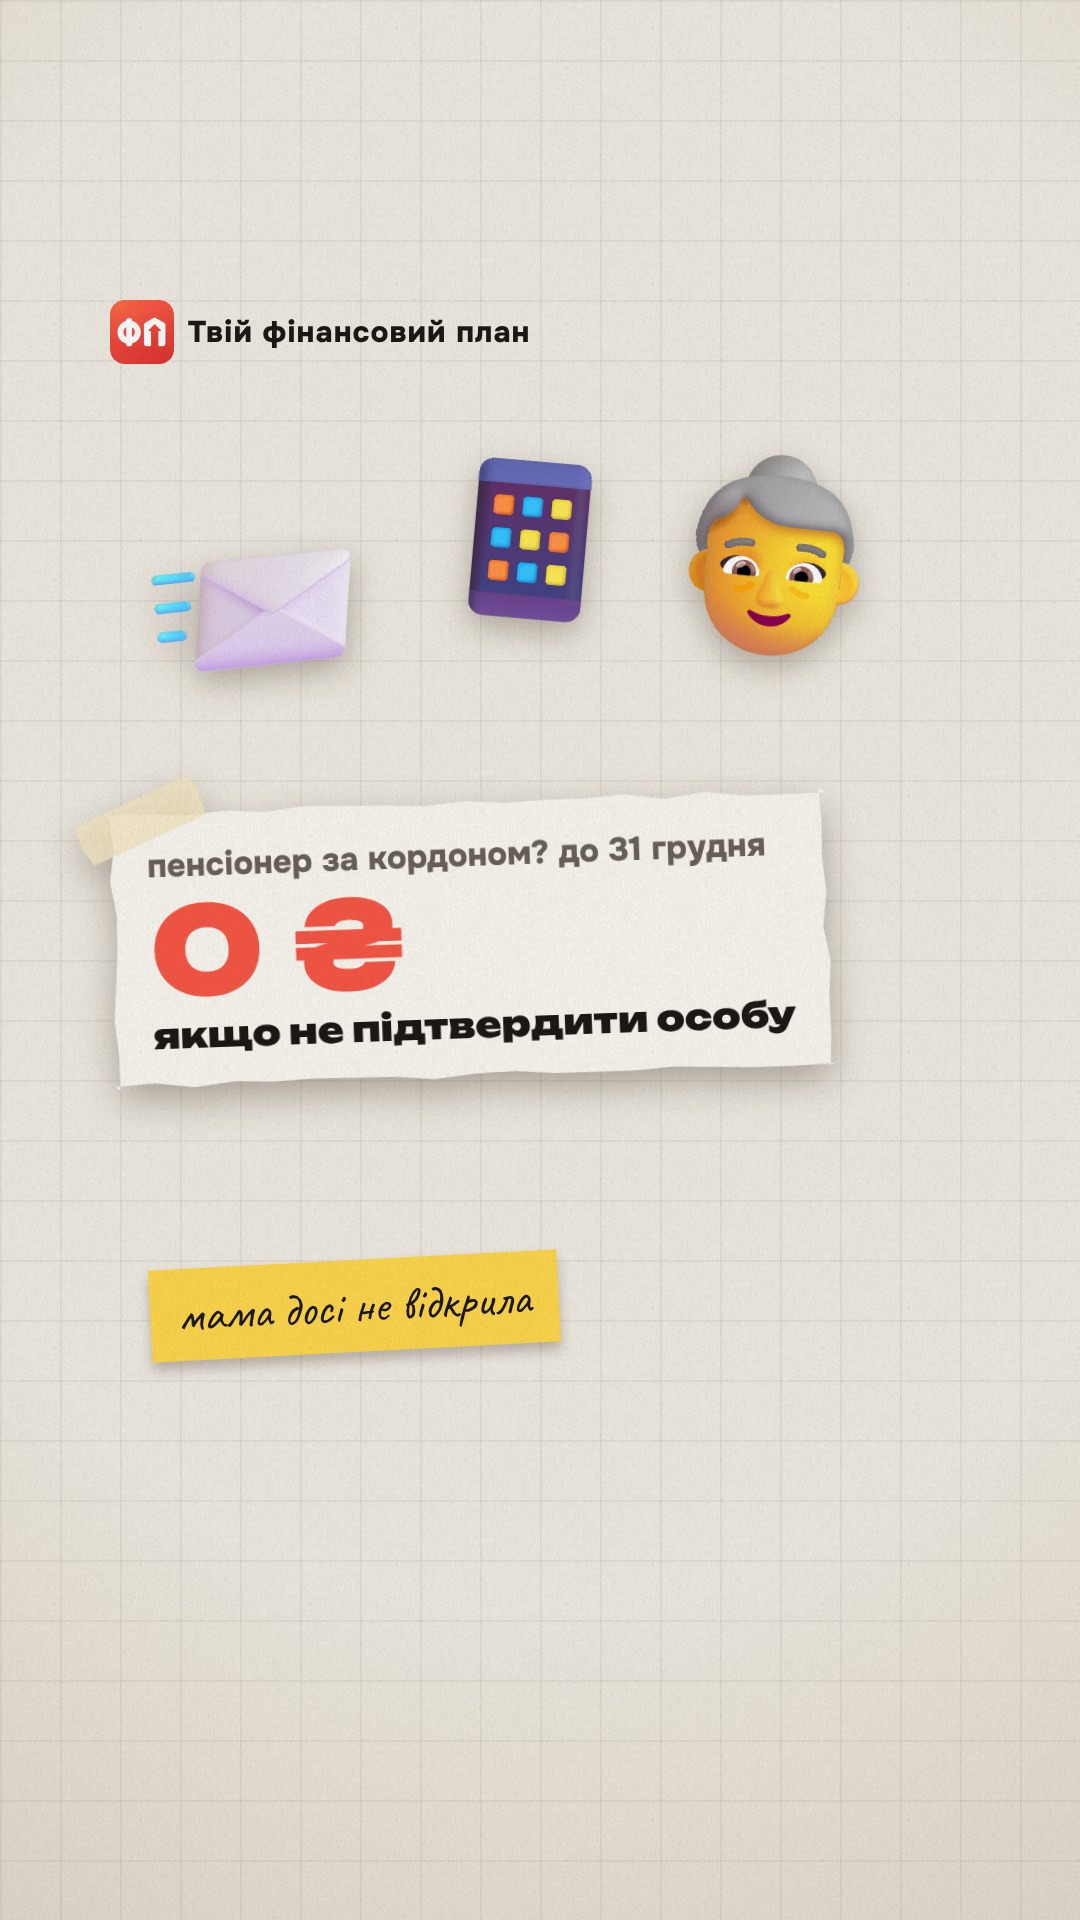 ФП Твій фінансовий план
пенсіонер за кордоном? до 31 грудня
0 ₴
якщо не підтвердити особу
мама досі не відкрила